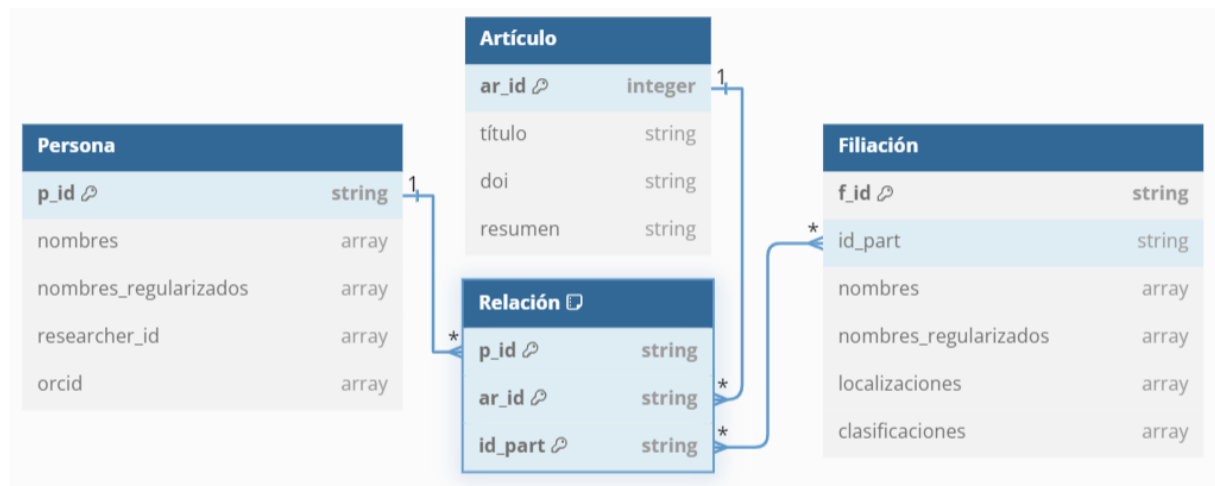 Artículo
ar_id integer
título string
doi string
resumen string
1
Persona
p_id string
nombres array
nombres_regularizados array
researcher_id array
orcid array
1
*
Relación
p_id string
ar_id string
id_part string
*
*
Filiación
f_id string
id_part string
nombres array
nombres_regularizados array
localizaciones array
clasificaciones array
*